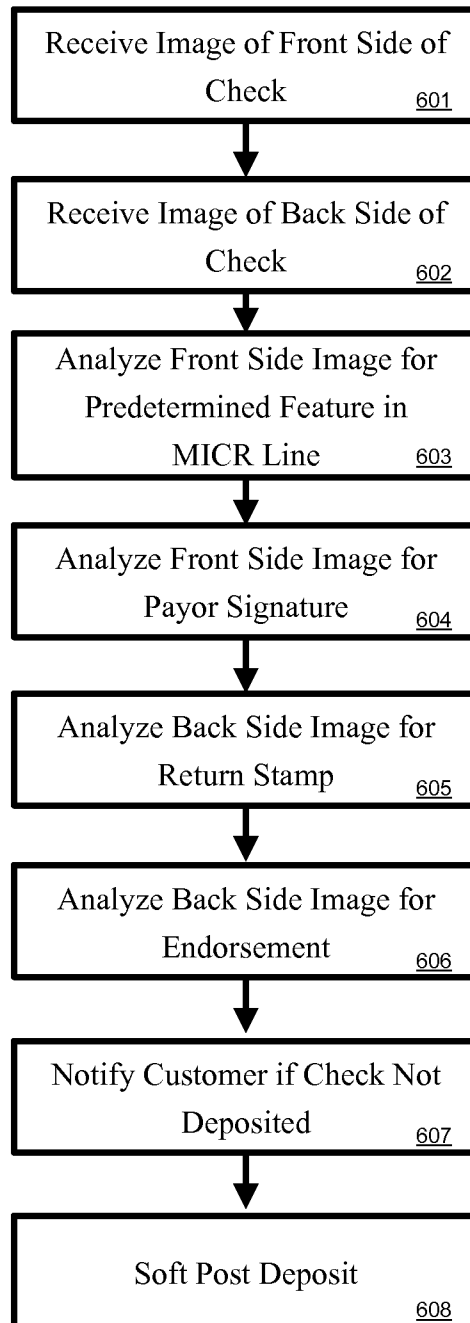 Receive Image of Front Side of
Check
601
Receive Image of Back Side of
Check
602
Analyze Front Side Image for
Predetermined Feature in
MICR Line
603
Analyze Front Side Image for
Payor Signature
604
Analyze Back Side Image for
Return Stamp
605
Analyze Back Side Image for
Endorsement
606
Notify Customer if Check Not
Deposited
607
Soft Post Deposit
608